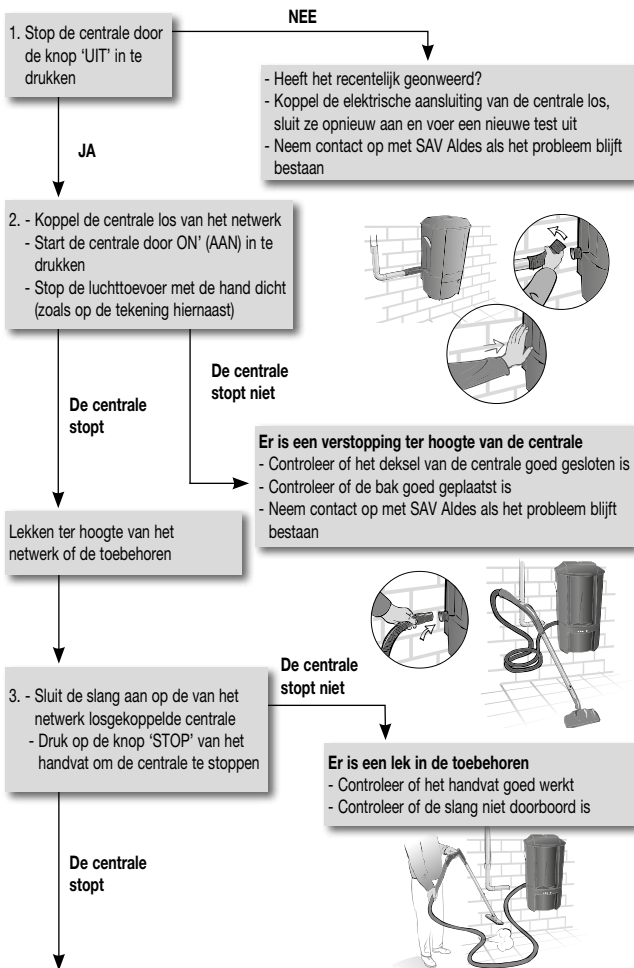 NEE
1. Stop de centrale door
de knop ‘UIT’ in te
drukken
- Heeft het recentelijk geonweerd?
- Koppel de elektrische aansluiting van de centrale los,
sluit ze opnieuw aan en voer een nieuwe test uit
- Neem contact op met SAV Aldes als het probleem blijft
bestaan
JA
2. - Koppel de centrale los van het netwerk
- Start de centrale door ON’ (AAN) in te
drukken
- Stop de luchttoevoer met de hand dicht
(zoals op de tekening hiernaast)
De centrale
stopt niet
De centrale
stopt
Er is een verstopping ter hoogte van de centrale
- Controleer of het deksel van de centrale goed gesloten is
- Controleer of de bak goed geplaatst is
- Neem contact op met SAV Aldes als het probleem blijft
bestaan
Lekken ter hoogte van het
netwerk of de toebehoren
De centrale
stopt niet
3. - Sluit de slang aan op de van het
netwerk losgekoppelde centrale
- Druk op de knop ‘STOP’ van het
handvat om de centrale te stoppen
Er is een lek in de toebehoren
- Controleer of het handvat goed werkt
- Controleer of de slang niet doorboord is
De centrale
stopt